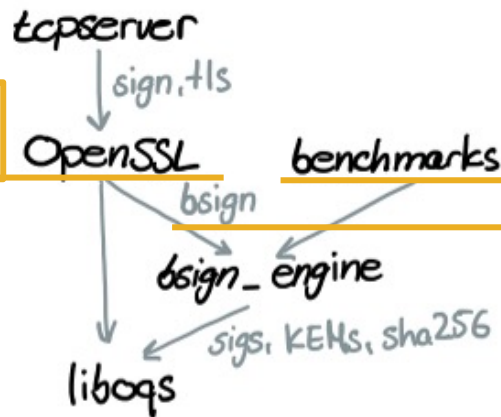 tcpserver
sign, tls
OpenSSL benchmarks
bsign
bsign_engine
sigs, KEMs, sha256
liboqs